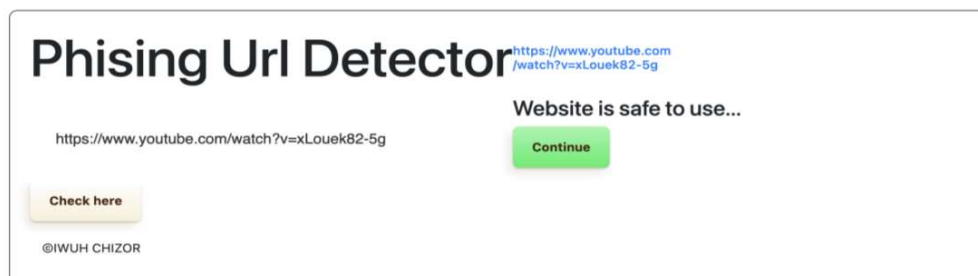 Phising Url Detector
https://www.youtube.com/watch?v=xLouek82-5g
Check here
©IWUH CHIZOR
https://www.youtube.com
/watch?v=xLouek82-5g
Website is safe to use...
Continue